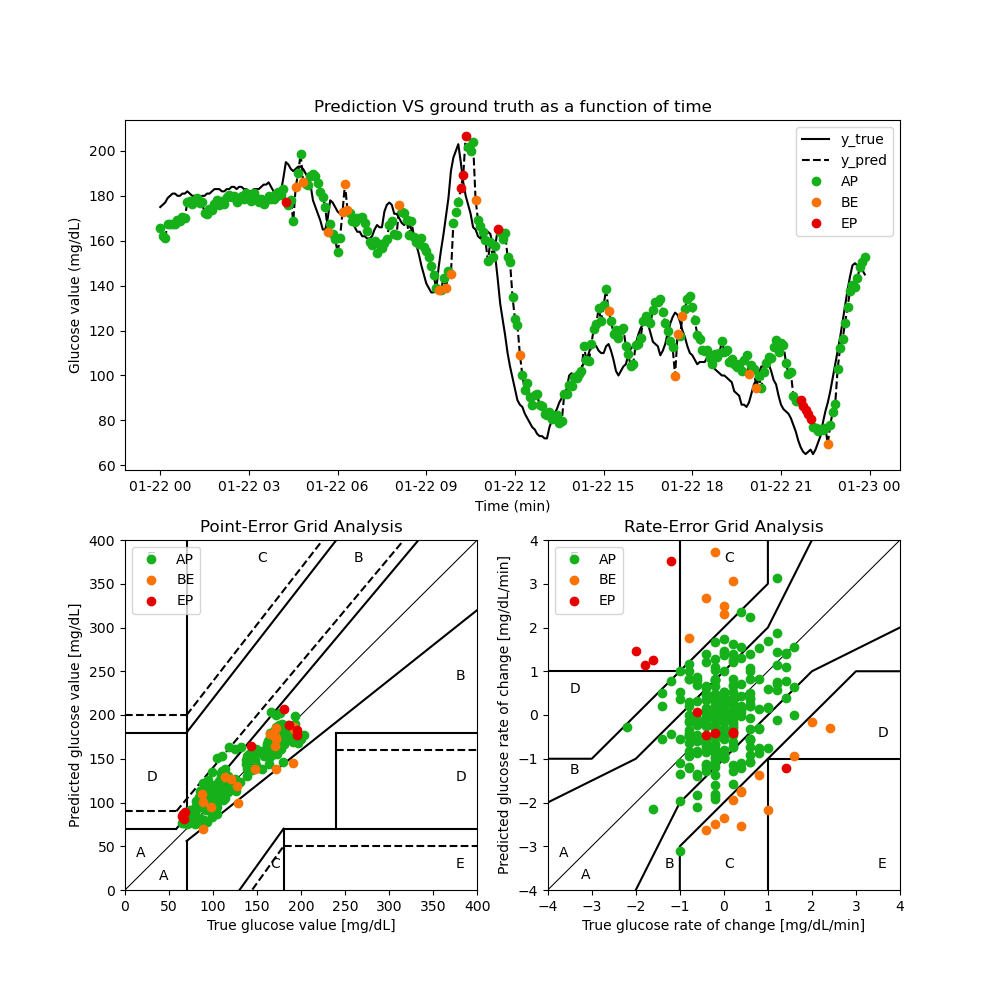 Prediction VS ground truth as a function of time
Glucose value (mg/dL)
200
180
160
140
120
100
80
60
y_true
y_pred
AP
BE
EP
01-22 00 01-22 03 01-22 06 01-22 09 01-22 12 01-22 15 01-22 18 01-22 21 01-23 00
Time (min)
Point-Error Grid Analysis
Predicted glucose value [mg/dL]
400
350
300
250
200
150
100
50
0
AP
BE
EP
C
B
B
D
D
A
A
C
E
0 50 100 150 200 250 300 350 400
True glucose value [mg/dL]
Rate-Error Grid Analysis
Predicted glucose rate of change [mg/dL/min]
4
3
2
1
0
−1
−2
−3
−4
AP
BE
EP
C
D
D
B
A
A
B
C
E
−4 −3 −2 −1 0 1 2 3 4
True glucose rate of change [mg/dL/min]